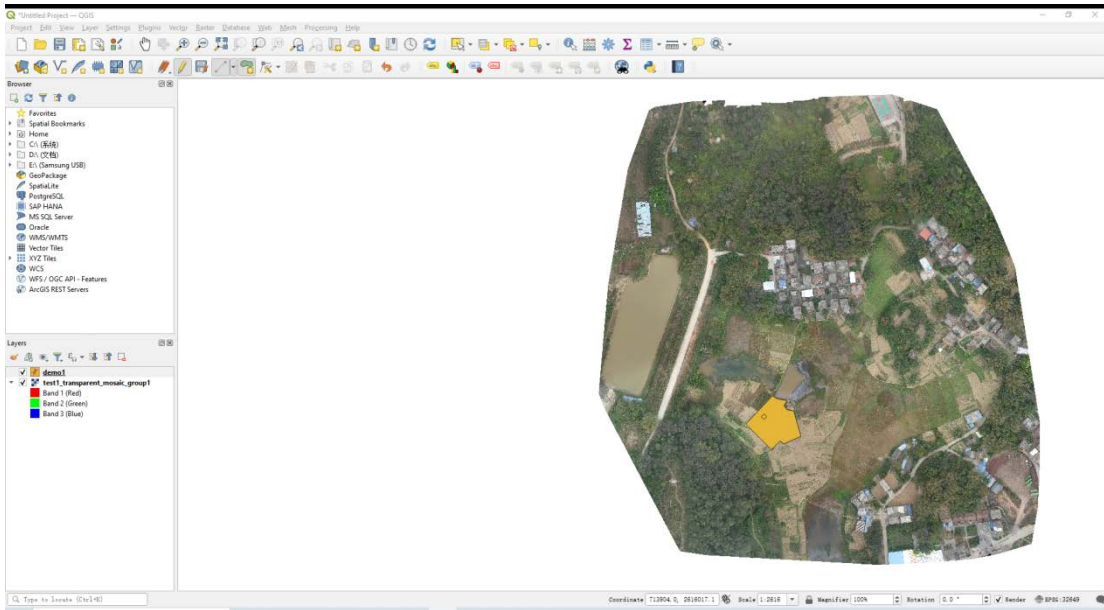 *Untitled Project — QGIS
Project Edit View Layer Settings Plugins Vector Raster Database Web Mesh Processing Help
Browser
Favorites
Spatial Bookmarks
Home
C:\ (系统)
D:\ (文档)
E:\ (Samsung USB)
GeoPackage
SpatiaLite
PostgreSQL
SAP HANA
MS SQL Server
Oracle
WMS/WMTS
Vector Tiles
XYZ Tiles
WCS
WFS / OGC API - Features
ArcGIS REST Servers
Layers
demo1
test1_transparent_mosaic_group1
Band 1 (Red)
Band 2 (Green)
Band 3 (Blue)
Type to locate (Ctrl+K) Coordinate 713904.0, 2616017.1 Scale 1:2616 Magnifier 100% Rotation 0.0 ° Render EPSG:32649